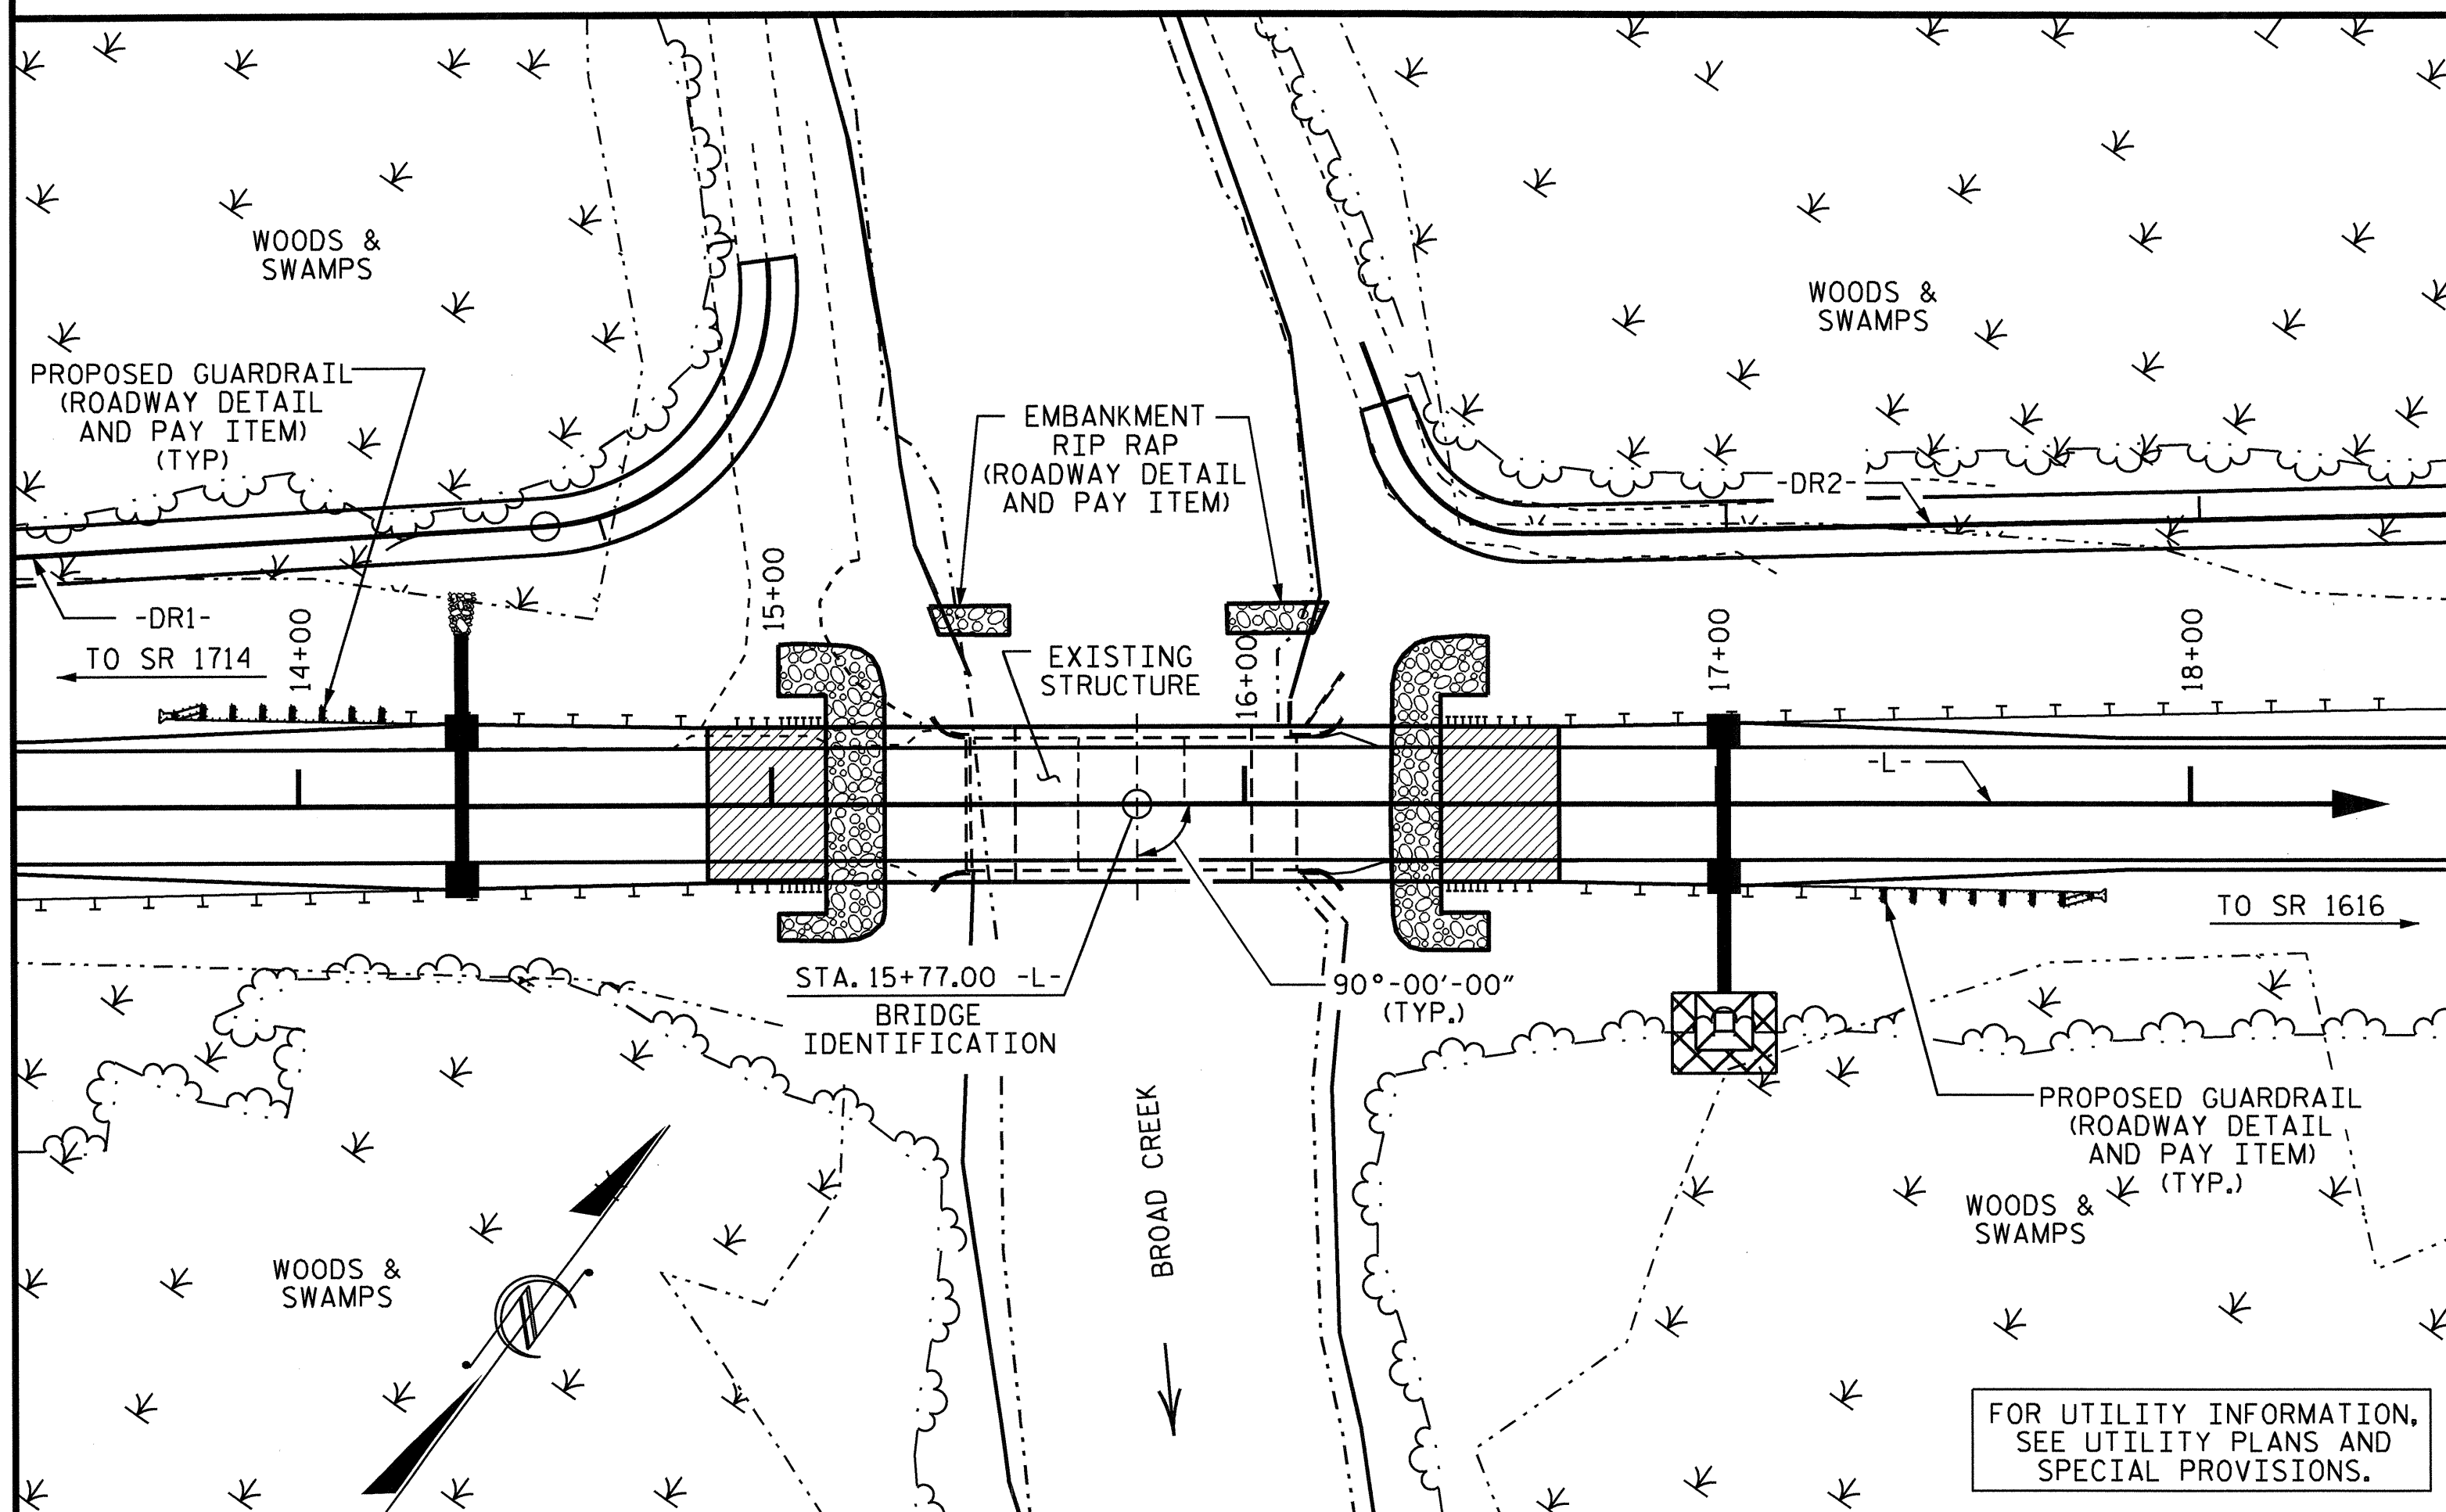 WOODS &
SWAMPS
WOODS &
SWAMPS
PROPOSED GUARDRAIL
(ROADWAY DETAIL
AND PAY ITEM)
(TYP)
EMBANKMENT
RIP RAP
(ROADWAY DETAIL
AND PAY ITEM)
-DR2-
-DR1-
TO SR 1714
14+00
15+00
EXISTING
STRUCTURE
16+00
17+00
18+00
-L-
TO SR 1616
STA. 15+77.00 -L-
BRIDGE
IDENTIFICATION
90°-00'-00"
(TYP.)
BROAD CREEK
PROPOSED GUARDRAIL
(ROADWAY DETAIL
AND PAY ITEM)
(TYP.)
WOODS &
SWAMPS
WOODS &
SWAMPS
N
FOR UTILITY INFORMATION,
SEE UTILITY PLANS AND
SPECIAL PROVISIONS.